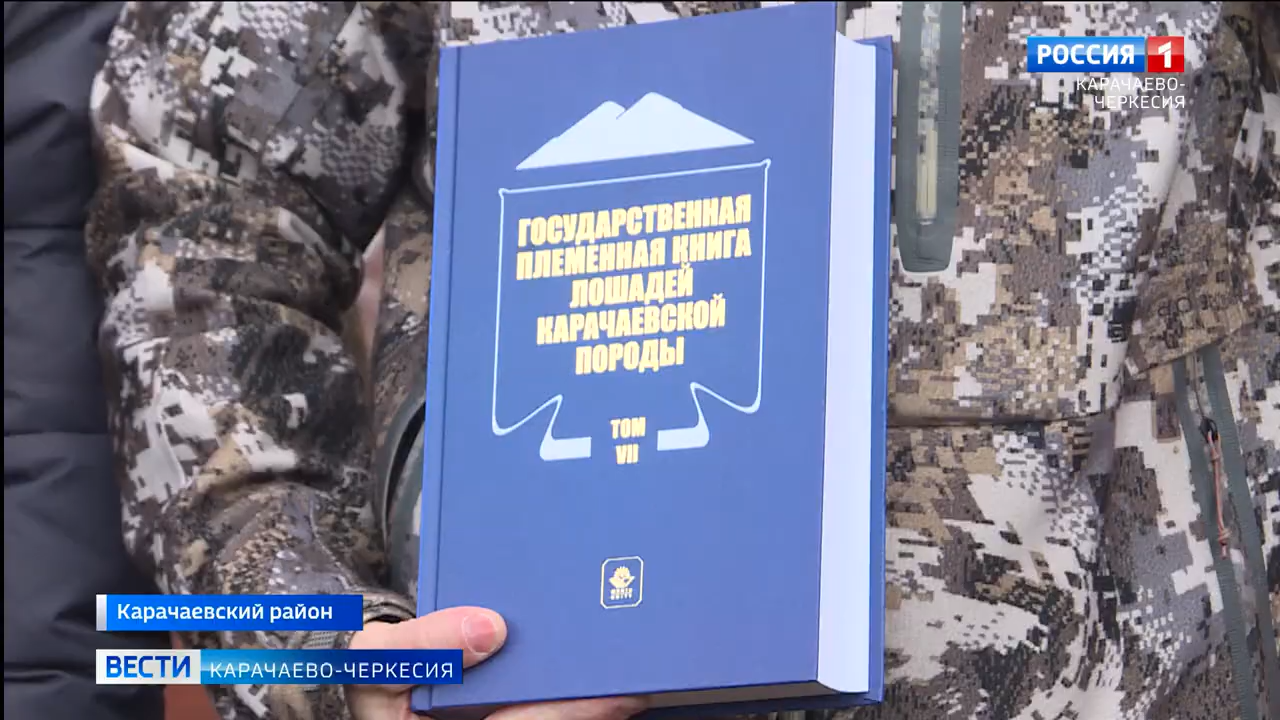 РОССИЯ 1
КАРАЧАЕВО-
ЧЕРКЕСИЯ
ГОСУДАРСТВЕННАЯ
ПЛЕМЕННАЯ КНИГА
ЛОШАДЕЙ
КАРАЧАЕВСКОЙ
ПОРОДЫ
ТОМ
VII
Карачаевский район
ВЕСТИ КАРАЧАЕВО-ЧЕРКЕСИЯ